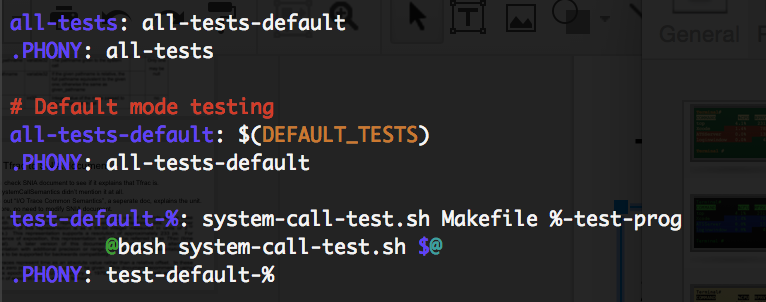 all-tests: all-tests-default
.PHONY: all-tests
# Default mode testing
all-tests-default: $(DEFAULT_TESTS)
.PHONY: all-tests-default
test-default-%: system-call-test.sh Makefile %-test-prog
@bash system-call-test.sh $@
.PHONY: test-default-%
General